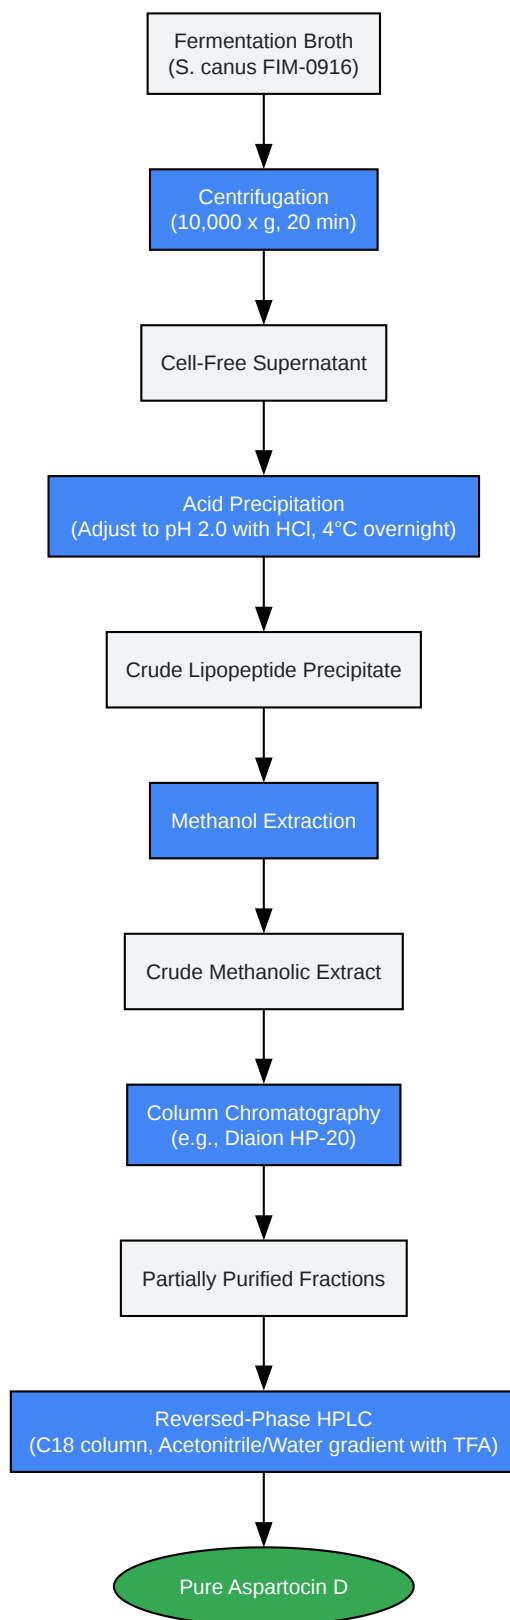 Fermentation Broth
(S. canus FIM-0916)
Centrifugation
(10,000 x g, 20 min)
Cell-Free Supernatant
Acid Precipitation
(Adjust to pH 2.0 with HCl, 4°C overnight)
Crude Lipopeptide Precipitate
Methanol Extraction
Crude Methanolic Extract
Column Chromatography
(e.g., Diaion HP-20)
Partially Purified Fractions
Reversed-Phase HPLC
(C18 column, Acetonitrile/Water gradient with TFA)
Pure Aspartocin D